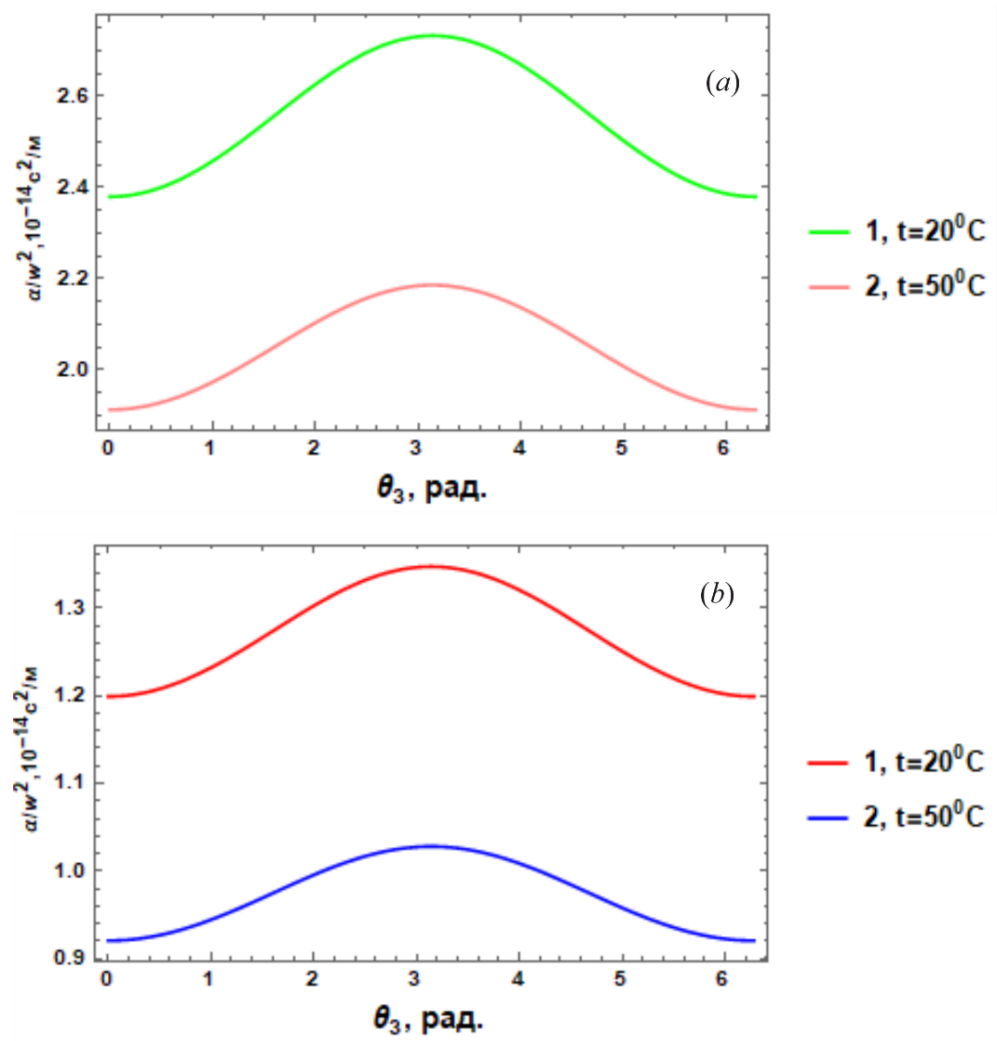 (a)
2.6
2.4
2.2
2.0
α/w², 10⁻¹⁴с²/м
0 1 2 3 4 5 6
θ₃, рад.
1, t=20⁰C
2, t=50⁰C
(b)
1.3
1.2
1.1
1.0
0.9
α/w², 10⁻¹⁴с²/м
0 1 2 3 4 5 6
θ₃, рад.
1, t=20⁰C
2, t=50⁰C